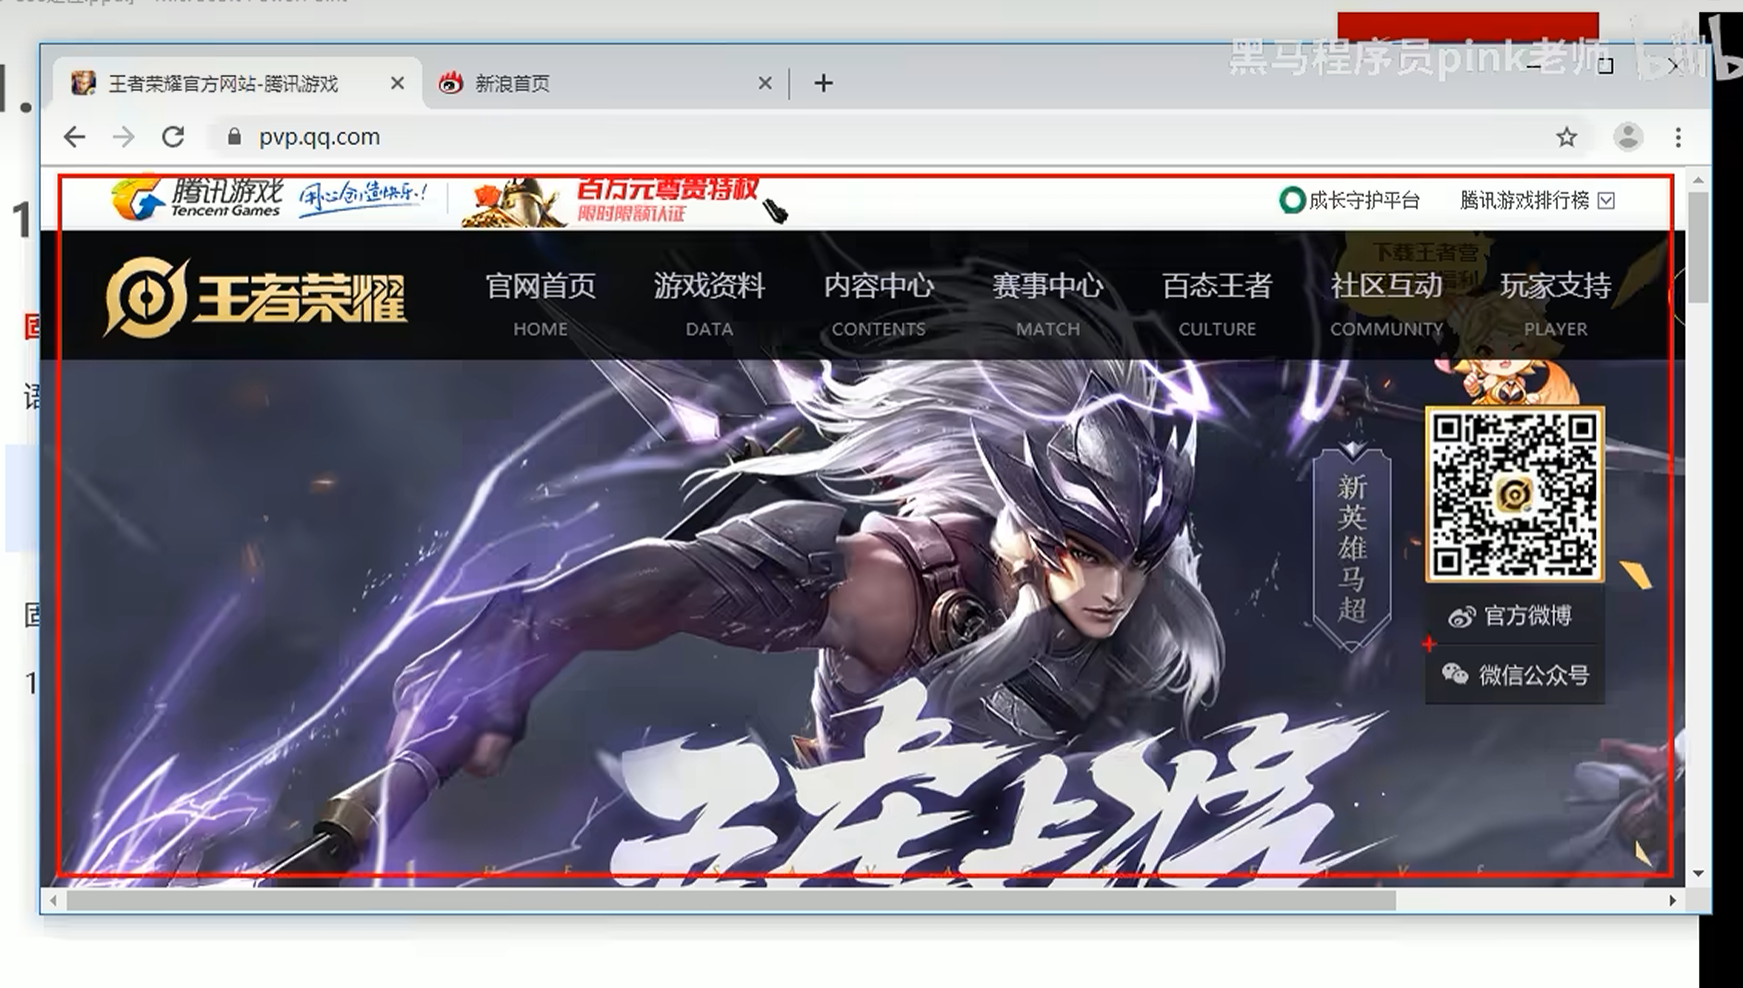 黑马程序员pink老师
王者荣耀官方网站-腾讯游戏
新浪首页
pvp.qq.com
腾讯游戏
Tencent Games
用心创造快乐!
百万元尊贵特权
限时限额认证
成长守护平台
腾讯游戏排行榜
下载王者营
福利
王者荣耀
官网首页
游戏资料
内容中心
赛事中心
百态王者
社区互动
玩家支持
HOME
DATA
CONTENTS
MATCH
CULTURE
COMMUNITY
PLAYER
新英雄马超
官方微博
微信公众号
五虎上将